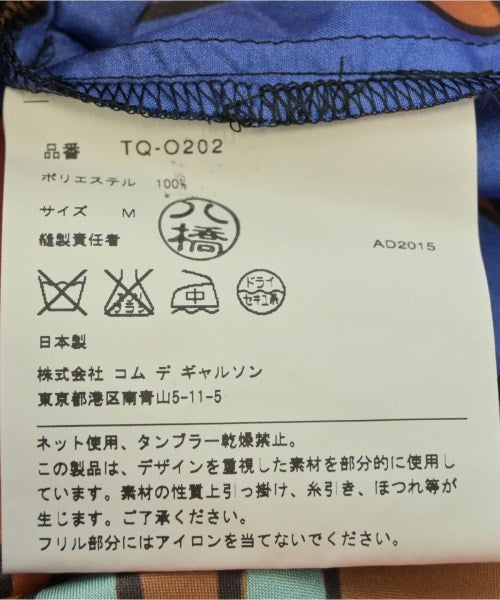 品番 TQ-O202
ポリエステル 100%
サイズ M
八橋
縫製責任者
AD2015
エンソ サラシ
中
ドライ
セキユ系
日本製
株式会社 コム デ ギャルソン
東京都港区南青山5-11-5
ネット使用、タンブラー乾燥禁止。
この製品は、デザインを重視した素材を部分的に使用し
ています。素材の性質上引っ掛け、糸引き、ほつれ等が
生じます。ご了承ください。
フリル部分にはアイロンを当てないでください。